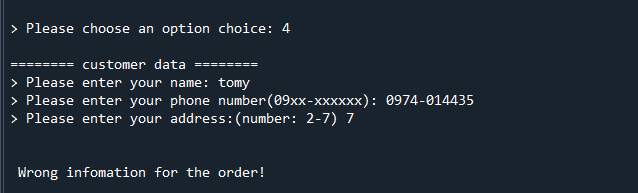 > Please choose an option choice: 4
======== customer data ========
> Please enter your name: tomy
> Please enter your phone number(09xx-xxxxxx): 0974-014435
> Please enter your address:(number: 2-7) 7
Wrong infomation for the order!